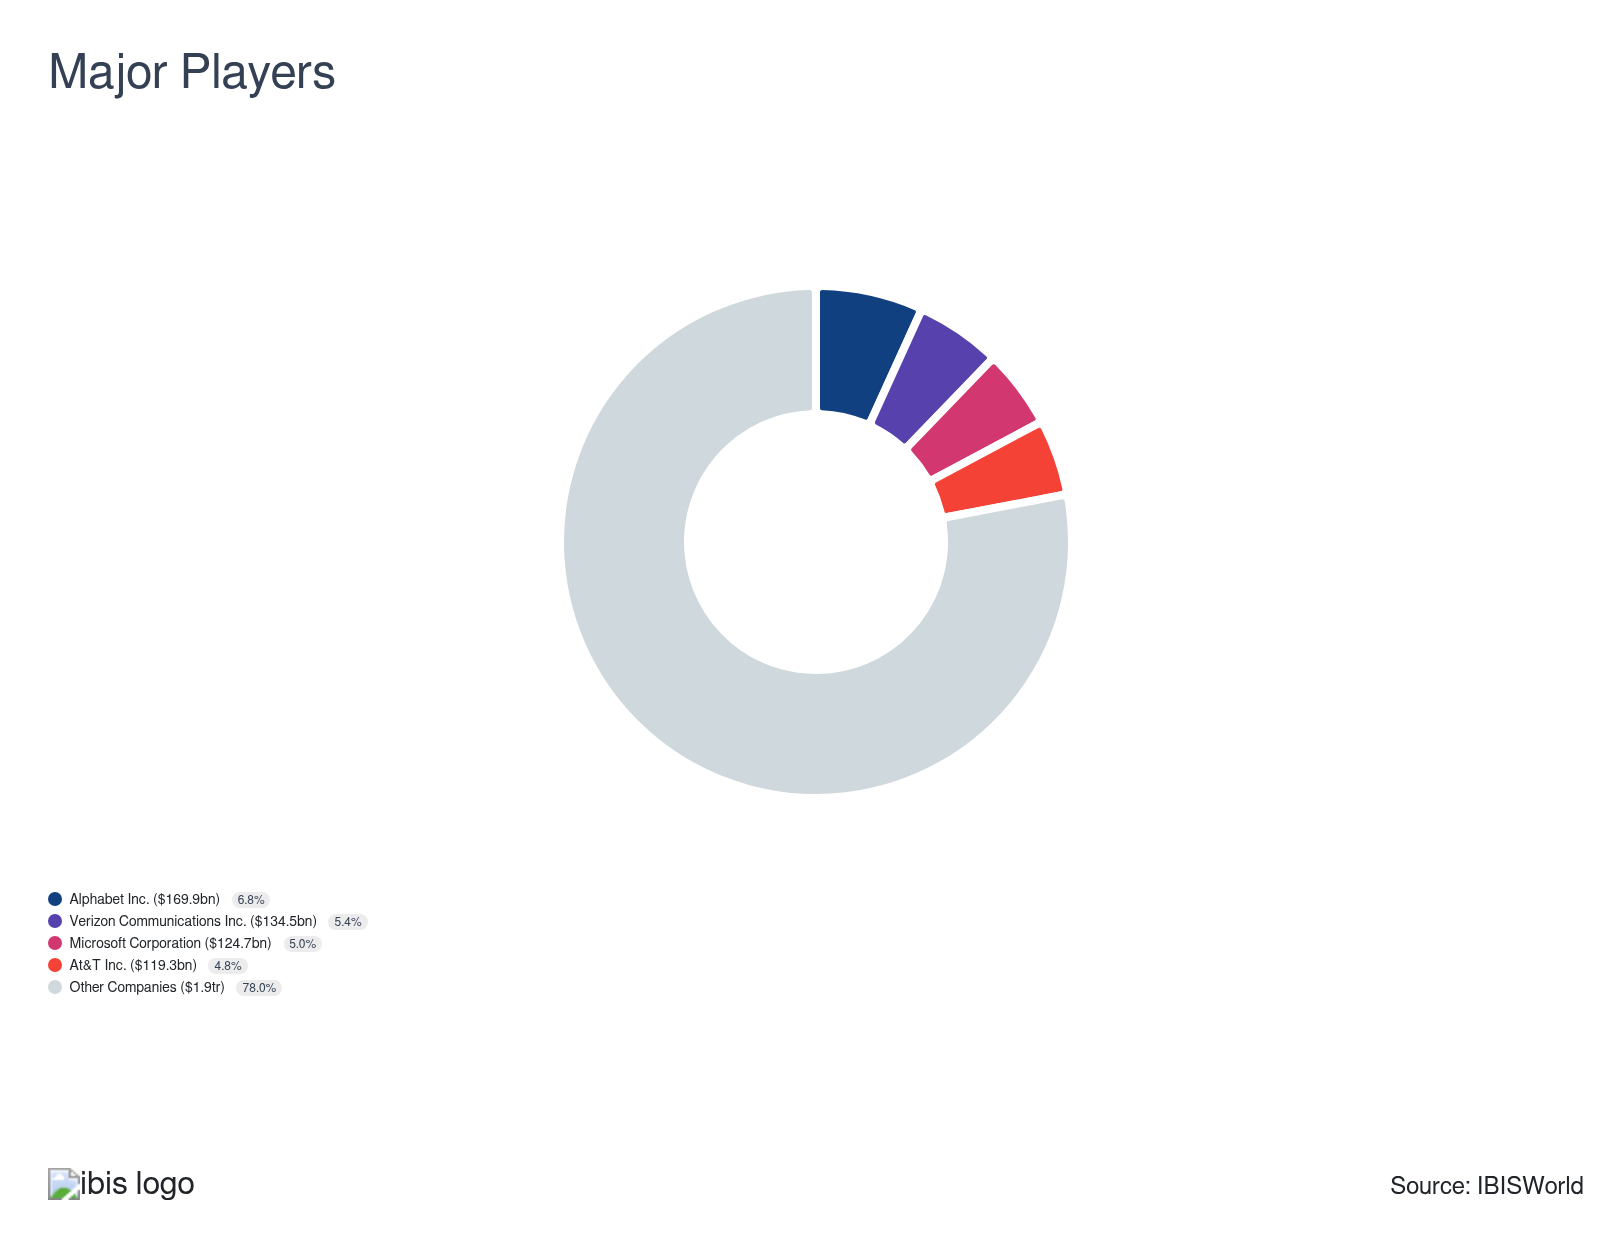 Major Players
Alphabet Inc. ($169.9bn) 6.8%
Verizon Communications Inc. ($134.5bn) 5.4%
Microsoft Corporation ($124.7bn) 5.0%
At&T Inc. ($119.3bn) 4.8%
Other Companies ($1.9tr) 78.0%
ibis logo
Source: IBISWorld